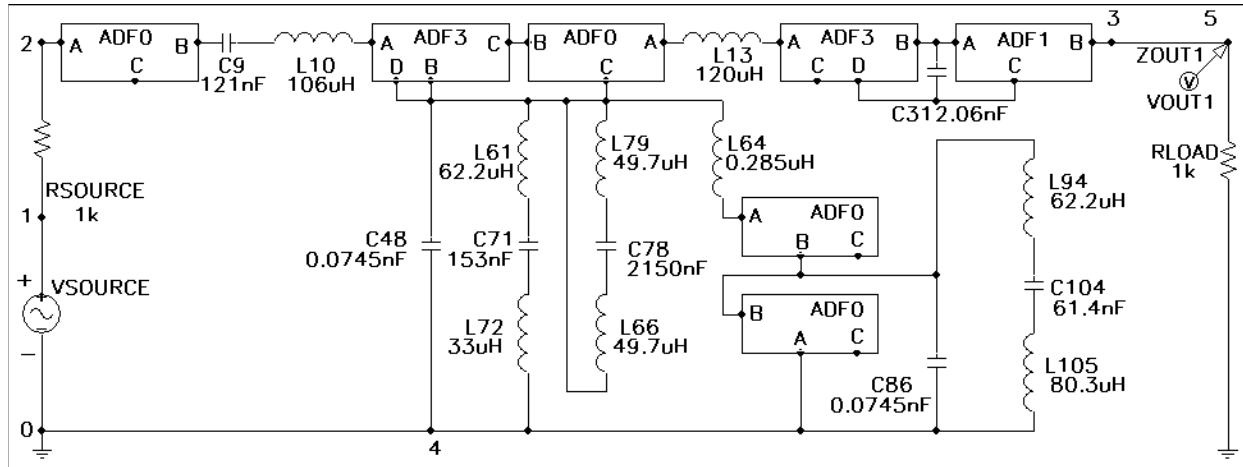 2
A ADF0 B
C
C9
121nF
L10
106uH
A ADF3 C
D B
B ADF0 A
C
L13
120uH
A ADF3 B
C D
C312.06nF
A ADF1 B
C
3
5
ZOUT1
V
VOUT1
RLOAD
1k
RSOURCE
1k
1
+
VSOURCE
–
0
4
C48
0.0745nF
L61
62.2uH
C71
153nF
L72
33uH
L79
49.7uH
C78
2150nF
L66
49.7uH
L64
0.285uH
A ADF0
B C
B ADF0
A C
C86
0.0745nF
L94
62.2uH
C104
61.4nF
L105
80.3uH